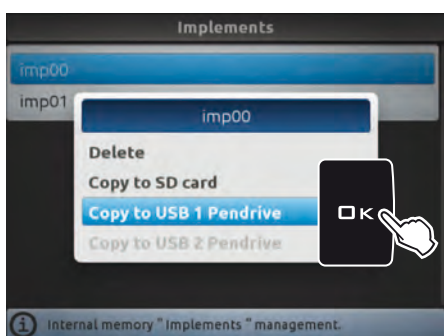 Implements
imp00
imp01
imp00
Delete
Copy to SD card
Copy to USB 1 Pendrive
Copy to USB 2 Pendrive
OK
Internal memory " Implements " management.